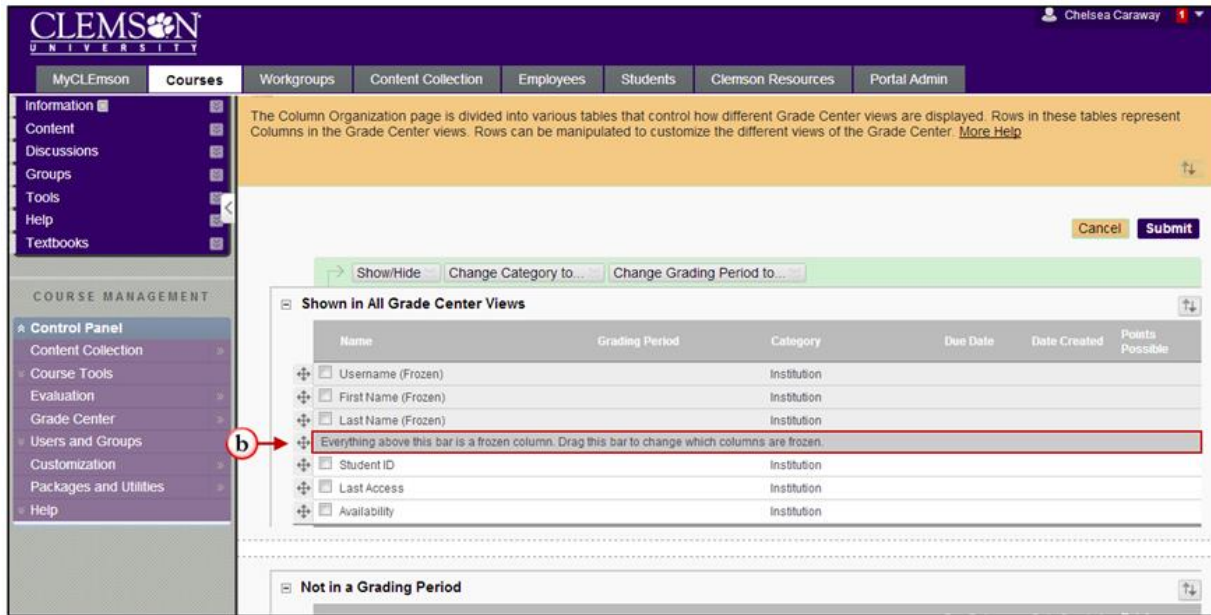 CLEMSON
UNIVERSITY
Chelsea Caraway 1
MyCLEmson Courses Workgroups Content Collection Employees Students Clemson Resources Portal Admin
Information
Content
Discussions
Groups
Tools
Help
Textbooks
COURSE MANAGEMENT
Control Panel
Content Collection
Course Tools
Evaluation
Grade Center
Users and Groups
Customization
Packages and Utilities
Help
The Column Organization page is divided into various tables that control how different Grade Center views are displayed. Rows in these tables represent
Columns in the Grade Center views. Rows can be manipulated to customize the different views of the Grade Center. More Help
Cancel Submit
Show/Hide Change Category to... Change Grading Period to...
Shown in All Grade Center Views
Name Grading Period Category Due Date Date Created Points Possible
Username (Frozen) Institution
First Name (Frozen) Institution
Last Name (Frozen) Institution
b Everything above this bar is a frozen column. Drag this bar to change which columns are frozen.
Student ID Institution
Last Access Institution
Availability Institution
Not in a Grading Period